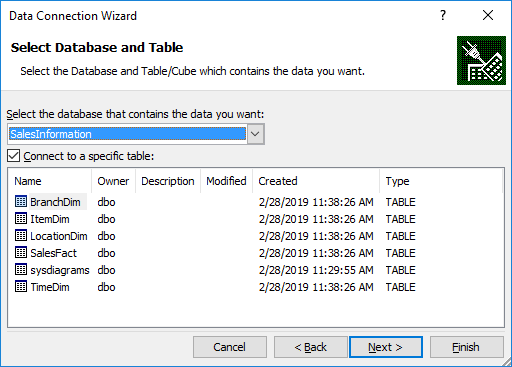 Data Connection Wizard
?
Select Database and Table
Select the Database and Table/Cube which contains the data you want.
Select the database that contains the data you want:
SalesInformation
Connect to a specific table:
Name Owner Description Modified Created Type
BranchDim dbo 2/28/2019 11:38:26 AM TABLE
ItemDim dbo 2/28/2019 11:38:26 AM TABLE
LocationDim dbo 2/28/2019 11:38:26 AM TABLE
SalesFact dbo 2/28/2019 11:38:26 AM TABLE
sysdiagrams dbo 2/28/2019 11:29:55 AM TABLE
TimeDim dbo 2/28/2019 11:38:26 AM TABLE
Cancel < Back Next > Finish